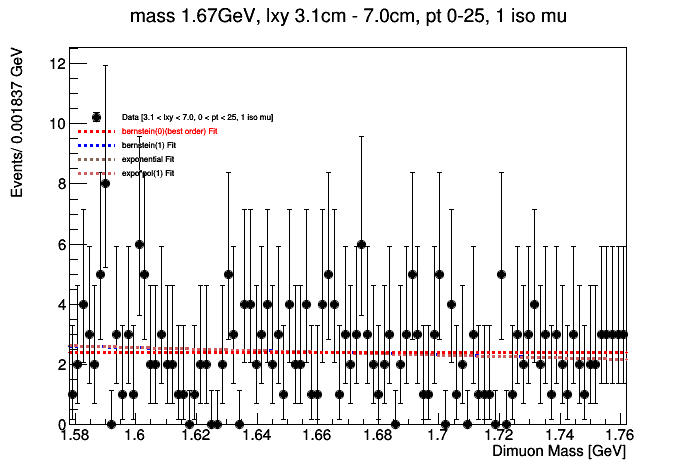 mass 1.67GeV, lxy 3.1cm - 7.0cm, pt 0-25, 1 iso mu
Events/ 0.001837 GeV
12
10
8
6
4
2
0
Data [3.1 < lxy < 7.0, 0 < pt < 25, 1 iso mu]
bernstein(0)(best order) Fit
bernstein(1) Fit
exponential Fit
expo*pol(1) Fit
1.58 1.6 1.62 1.64 1.66 1.68 1.7 1.72 1.74 1.76
Dimuon Mass [GeV]